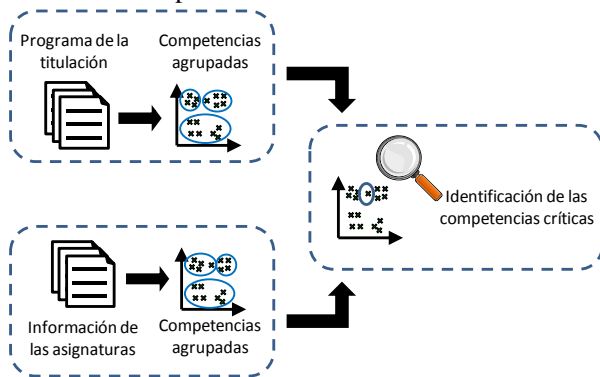 Programa de la
titulación
Competencias
agrupadas
Identificación de las
competencias críticas
Información de
las asignaturas
Competencias
agrupadas